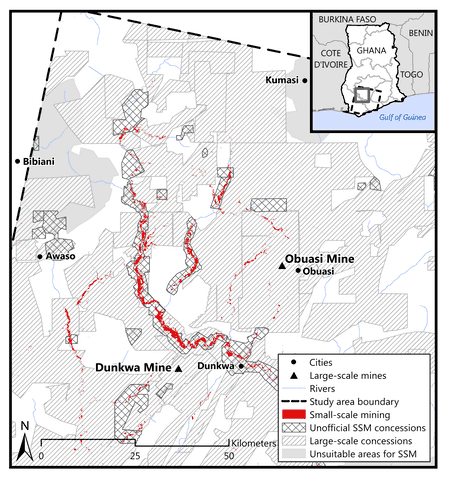 BURKINA FASO
GHANA
BENIN
COTE
D'IVOIRE
TOGO
Gulf of Guinea
Kumasi
Bibiani
Awaso
Obuasi Mine
Obuasi
Dunkwa Mine
Dunkwa
N
0 25 50 Kilometers
Cities
Large-scale mines
Rivers
Study area boundary
Small-scale mining
Unofficial SSM concessions
Large-scale concessions
Unsuitable areas for SSM